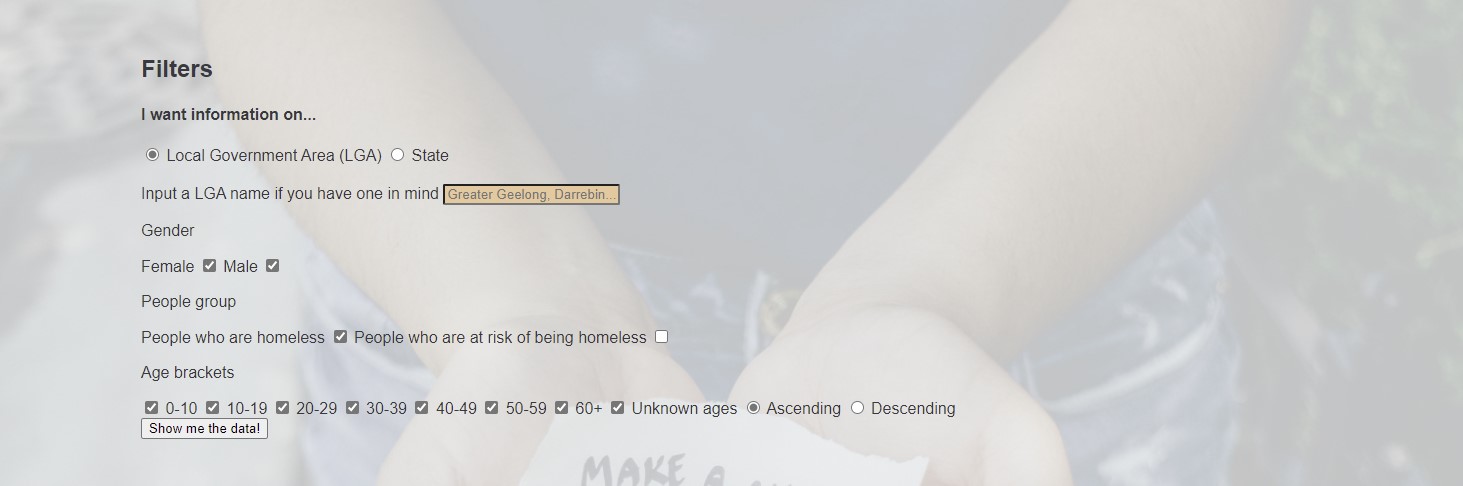 Filters
I want information on...
Local Government Area (LGA) State
Input a LGA name if you have one in mind Greater Geelong, Darrebin...
Gender
Female Male
People group
People who are homeless People who are at risk of being homeless
Age brackets
0-10 10-19 20-29 30-39 40-49 50-59 60+ Unknown ages Ascending Descending
Show me the data!
MAKE A